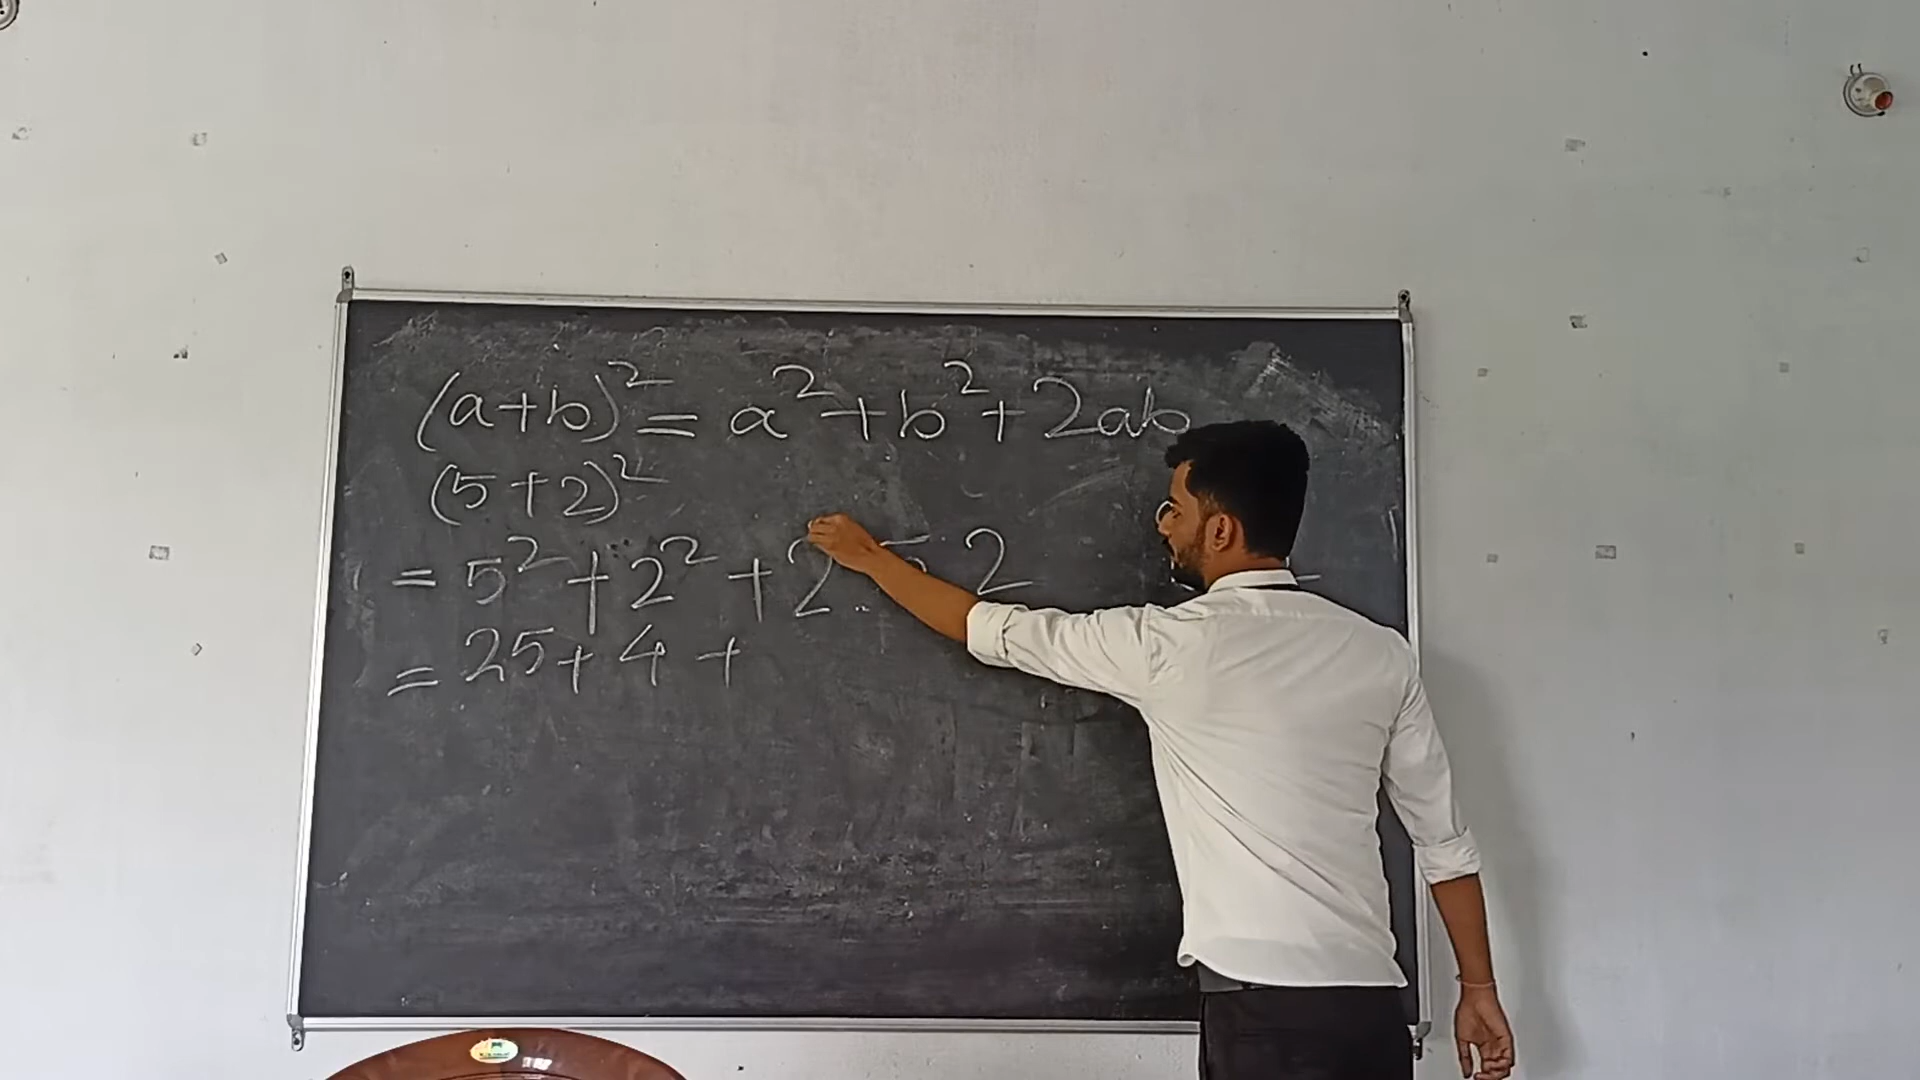 (a+b)²= a²+b²+2ab
(5+2)²
= 5²+2²+2. 5. 2
= 25+4+